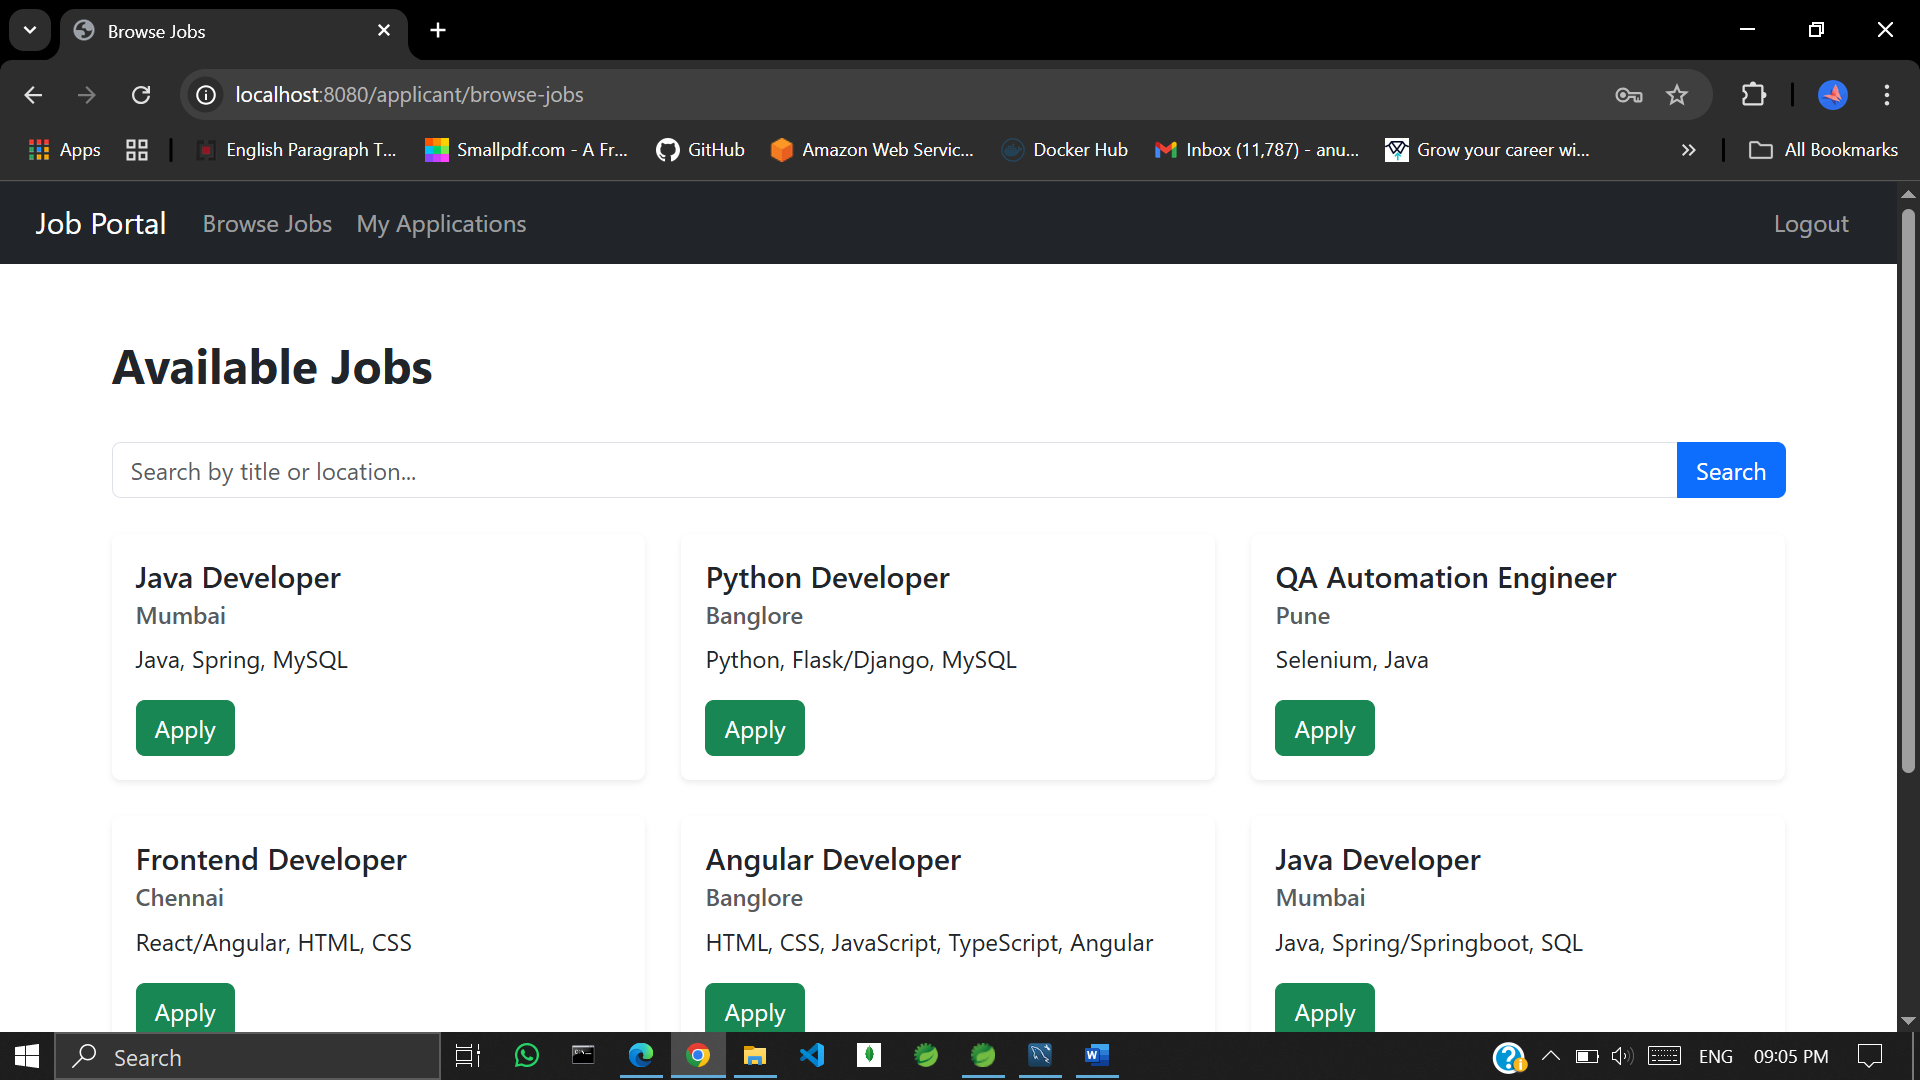 Browse Jobs
localhost:8080/applicant/browse-jobs
Apps English Paragraph T... Smallpdf.com - A Fr... GitHub Amazon Web Servic... Docker Hub Inbox (11,787) - anu... Grow your career wi... » All Bookmarks
Job Portal Browse Jobs My Applications Logout
Available Jobs
Search by title or location... Search
Java Developer
Mumbai
Java, Spring, MySQL
Apply
Python Developer
Banglore
Python, Flask/Django, MySQL
Apply
QA Automation Engineer
Pune
Selenium, Java
Apply
Frontend Developer
Chennai
React/Angular, HTML, CSS
Apply
Angular Developer
Banglore
HTML, CSS, JavaScript, TypeScript, Angular
Apply
Java Developer
Mumbai
Java, Spring/Springboot, SQL
Apply
Search ENG 09:05 PM